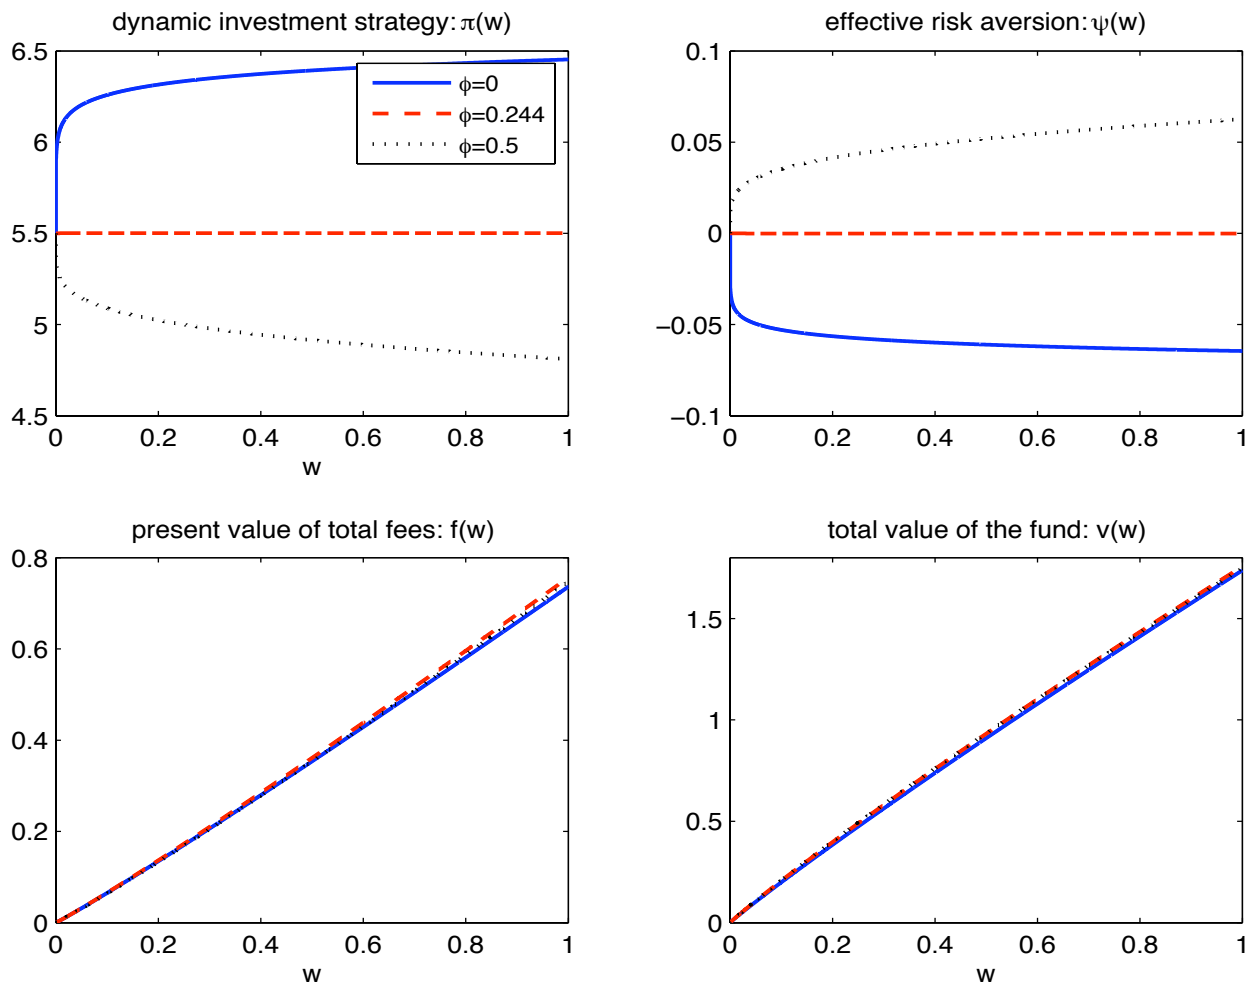 dynamic investment strategy: π(w)
6.5
6
5.5
5
4.5
0 0.2 0.4 0.6 0.8 1
w
ϕ=0
ϕ=0.244
ϕ=0.5
effective risk aversion: ψ(w)
0.1
0.05
0
−0.05
−0.1
0 0.2 0.4 0.6 0.8 1
present value of total fees: f(w)
0.8
0.6
0.4
0.2
0
0 0.2 0.4 0.6 0.8 1
w
total value of the fund: v(w)
1.5
1
0.5
0
0 0.2 0.4 0.6 0.8 1
w